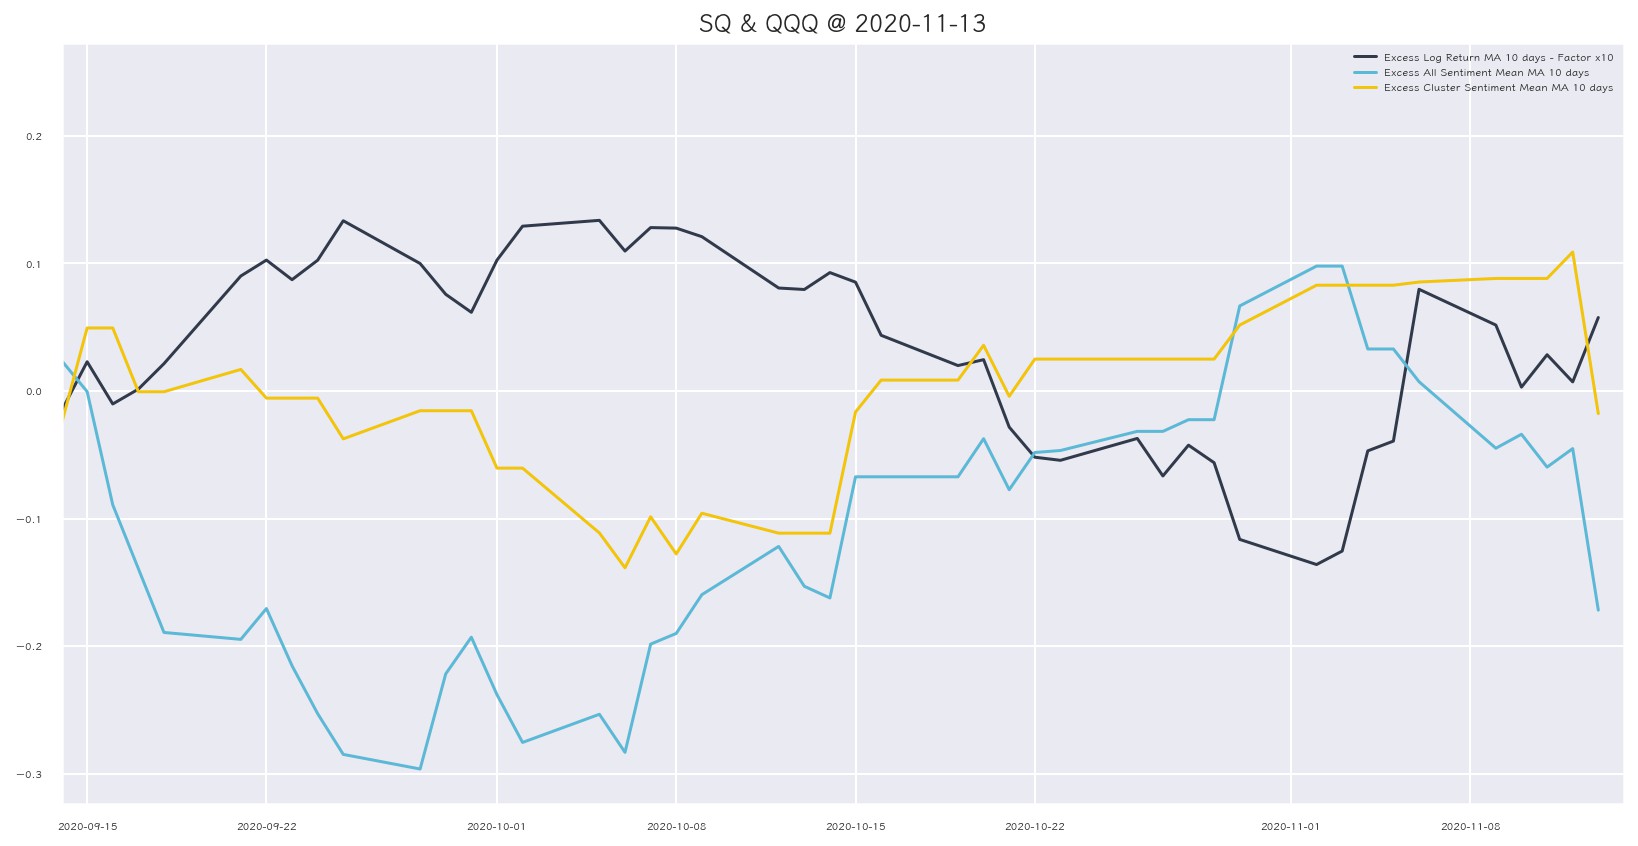 SQ & QQQ @ 2020-11-13
Excess Log Return MA 10 days - Factor x10
Excess All Sentiment Mean MA 10 days
Excess Cluster Sentiment Mean MA 10 days
0.2
0.1
0.0
−0.1
−0.2
−0.3
2020-09-15 2020-09-22 2020-10-01 2020-10-08 2020-10-15 2020-10-22 2020-11-01 2020-11-08